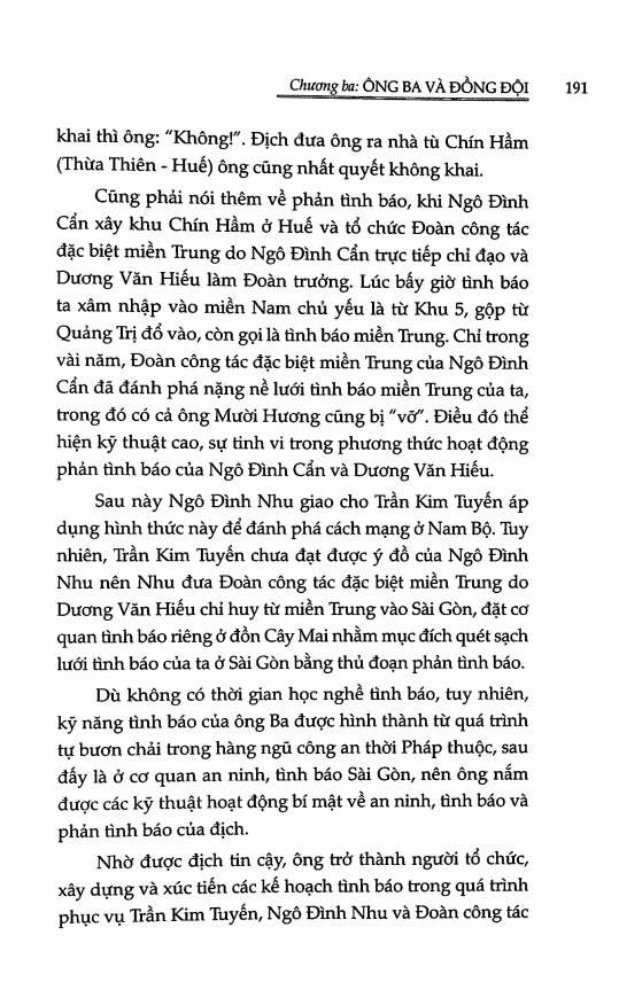 Chương ba: ÔNG BA VÀ ĐỒNG ĐỘI 191
khai thì ông: "Không!". Địch đưa ông ra nhà tù Chín Hầm
(Thừa Thiên - Huế) ông cũng nhất quyết không khai.
Cũng phải nói thêm về phản tình báo, khi Ngô Đình
Cẩn xây khu Chín Hầm ở Huế và tổ chức Đoàn công tác
đặc biệt miền Trung do Ngô Đình Cẩn trực tiếp chỉ đạo và
Dương Văn Hiếu làm Đoàn trưởng. Lúc bấy giờ tình báo
ta xâm nhập vào miền Nam chủ yếu là từ Khu 5, gộp từ
Quảng Trị đổ vào, còn gọi là tình báo miền Trung. Chỉ trong
vài năm, Đoàn công tác đặc biệt miền Trung của Ngô Đình
Cẩn đã đánh phá nặng nề lưới tình báo miền Trung của ta,
trong đó có cả ông Mười Hương cũng bị "vỡ". Điều đó thể
hiện kỹ thuật cao, sự tinh vi trong phương thức hoạt động
phản tình báo của Ngô Đình Cẩn và Dương Văn Hiếu.
Sau này Ngô Đình Nhu giao cho Trần Kim Tuyến áp
dụng hình thức này để đánh phá cách mạng ở Nam Bộ. Tuy
nhiên, Trần Kim Tuyến chưa đạt được ý đồ của Ngô Đình
Nhu nên Nhu đưa Đoàn công tác đặc biệt miền Trung do
Dương Văn Hiếu chỉ huy từ miền Trung vào Sài Gòn, đặt cơ
quan tình báo riêng ở đồn Cây Mai nhằm mục đích quét sạch
lưới tình báo của ta ở Sài Gòn bằng thủ đoạn phản tình báo.
Dù không có thời gian học nghề tình báo, tuy nhiên,
kỹ năng tình báo của ông Ba được hình thành từ quá trình
tự bươn chải trong hàng ngũ công an thời Pháp thuộc, sau
đấy là ở cơ quan an ninh, tình báo Sài Gòn, nên ông nắm
được các kỹ thuật hoạt động bí mật về an ninh, tình báo và
phản tình báo của địch.
Nhờ được địch tin cậy, ông trở thành người tổ chức,
xây dựng và xúc tiến các kế hoạch tình báo trong quá trình
phục vụ Trần Kim Tuyến, Ngô Đình Nhu và Đoàn công tác